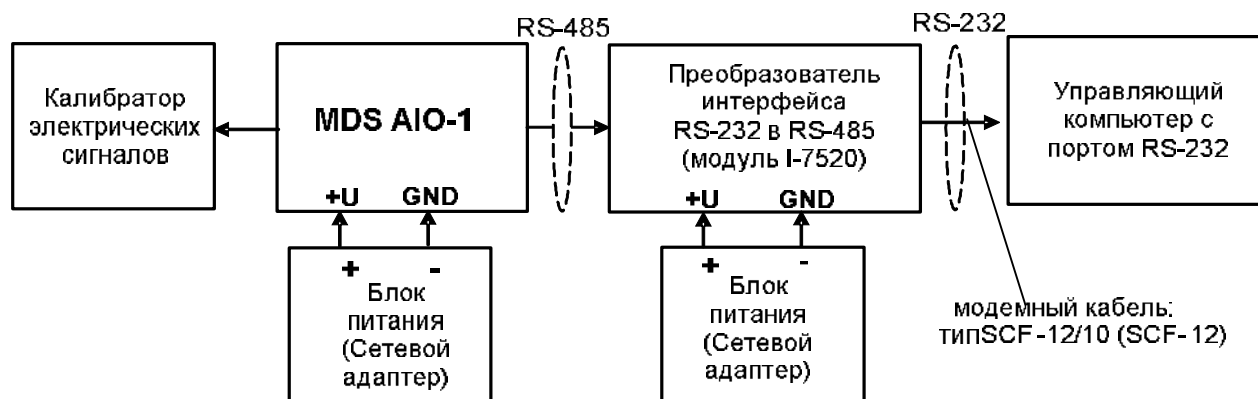 RS-485
RS-232
Калибратор
электрических
сигналов
MDS AIO-1
+U GND
Преобразователь
интерфейса
RS-232 в RS-485
(модуль I-7520)
+U GND
Управляющий
компьютер с
портом RS-232
+ -
Блок
питания
(Сетевой
адаптер)
+ -
Блок
питания
(Сетевой
адаптер)
модемный кабель:
типSCF-12/10 (SCF-12)